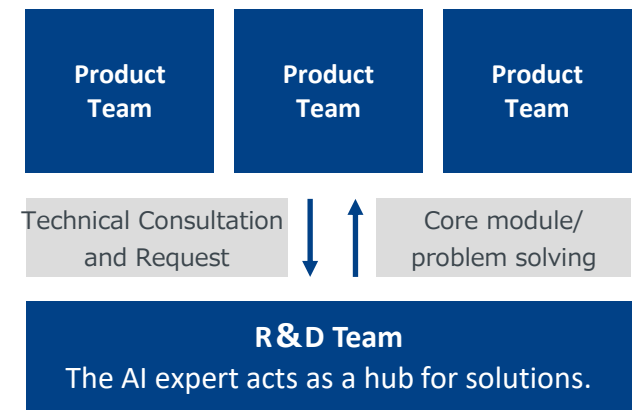 Product
Team
Product
Team
Product
Team
Technical Consultation
and Request
Core module/
problem solving
R&D Team
The AI expert acts as a hub for solutions.